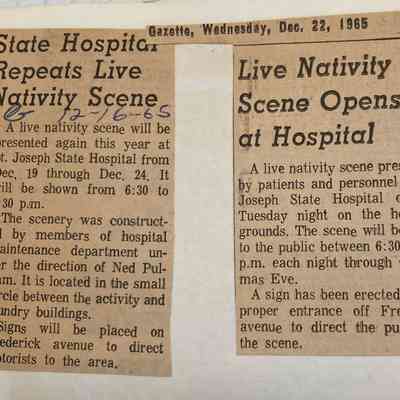 Gazette, Wednesday, Dec. 22, 1965
State Hospital
Repeats Live
Nativity Scene
12-16-65
A live nativity scene will be
presented again this year at
St. Joseph State Hospital from
Dec. 19 through Dec. 24. It
will be shown from 6:30 to
:30 p.m.
The scenery was construct-
ed by members of hospital
maintenance department un-
der the direction of Ned Pul-
am. It is located in the small
circle between the activity and
laundry buildings.
Signs will be placed on
Frederick avenue to direct
motorists to the area.
Live Nativity
Scene Opens
at Hospital
A live nativity scene pres
by patients and personnel
Joseph State Hospital o
Tuesday night on the ho
grounds. The scene will be
to the public between 6:30
p.m. each night through
mas Eve.
A sign has been erected
proper entrance off Fre
avenue to direct the pu
the scene.